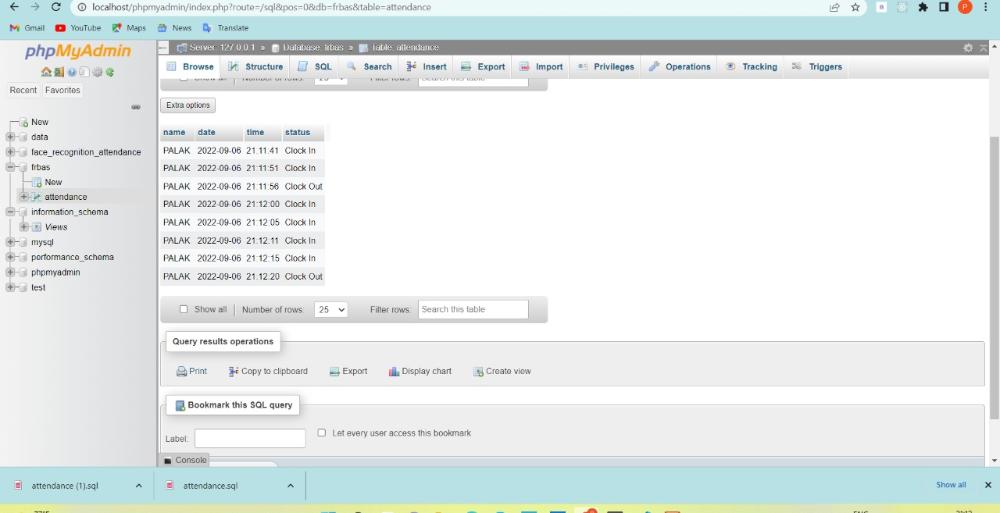 localhost/phpmyadmin/index.php?route=/sql&pos=0&db=frbas&table=attendance
B
P
Gmail YouTube Maps News Translate
phpMyAdmin
Recent Favorites
New
data
face_recognition_attendance
frbas
New
attendance
information_schema
Views
mysql
performance_schema
phpmyadmin
test
Server: 127.0.0.1 » Database: frbas » Table: attendance
Browse Structure SQL Search Insert Export Import Privileges Operations Tracking Triggers
Show all Number of rows: 25 Filter rows: Search this table
Extra options
name date time status
PALAK 2022-09-06 21:11:41 Clock In
PALAK 2022-09-06 21:11:51 Clock In
PALAK 2022-09-06 21:11:56 Clock Out
PALAK 2022-09-06 21:12:00 Clock In
PALAK 2022-09-06 21:12:05 Clock In
PALAK 2022-09-06 21:12:11 Clock In
PALAK 2022-09-06 21:12:15 Clock In
PALAK 2022-09-06 21:12:20 Clock Out
Show all Number of rows: 25 Filter rows: Search this table
Query results operations
Print Copy to clipboard Export Display chart Create view
Bookmark this SQL query
Label: Let every user access this bookmark
Console
attendance (1).sql attendance.sql Show all
77°F ENG 21:12